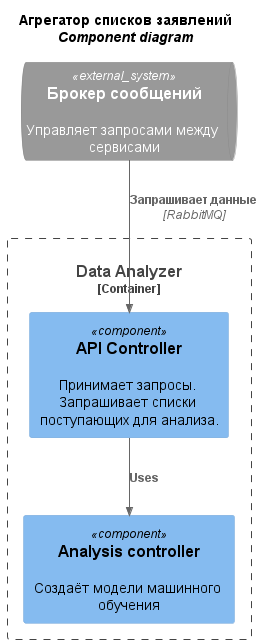 Агрегатор списков заявлений
Component diagram
«external_system»
Брокер сообщений
Управляет запросами между
сервисами
Запрашивает данные
[RabbitMQ]
Data Analyzer
[Container]
«component»
API Controller
Принимает запросы.
Запрашивает списки
поступающих для анализа.
Uses
«component»
Analysis controller
Создаёт модели машинного
обучения